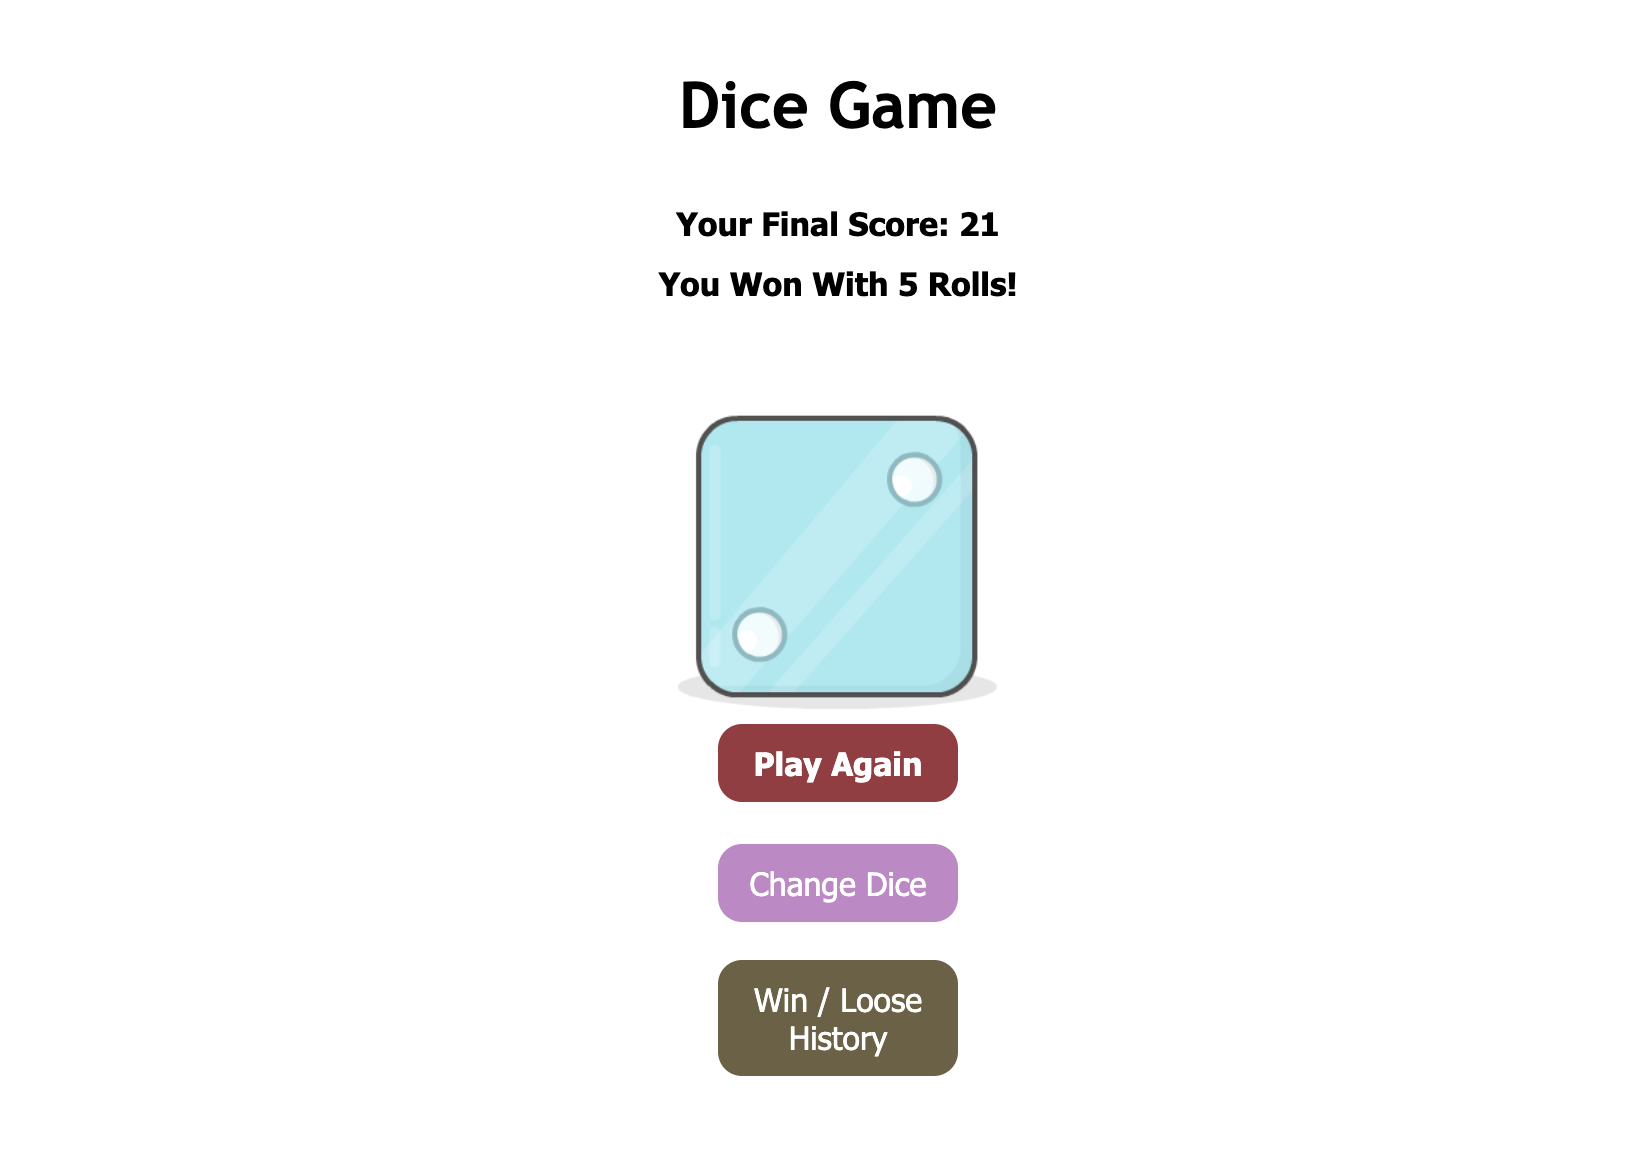 Dice Game
Your Final Score: 21
You Won With 5 Rolls!
Play Again
Change Dice
Win / Loose
History